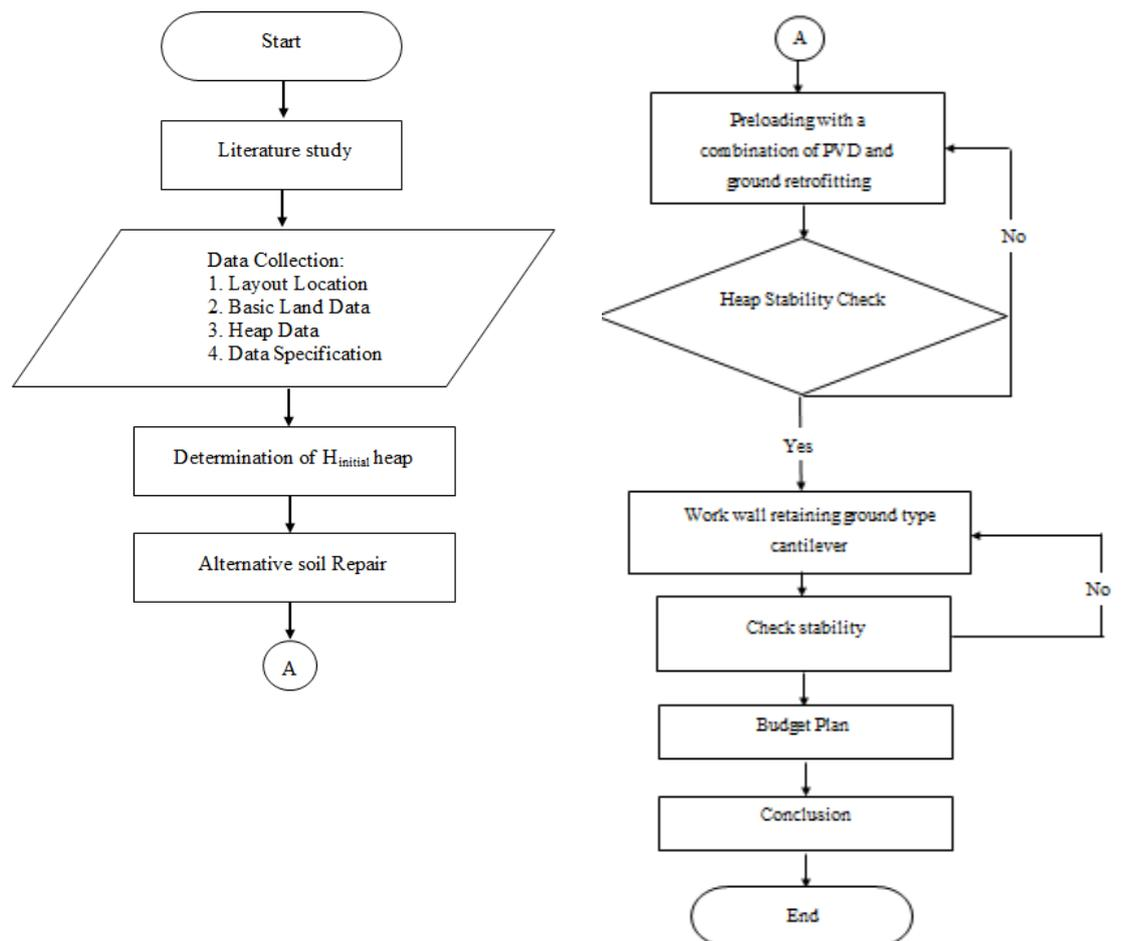 Start
Literature study
Data Collection:
1. Layout Location
2. Basic Land Data
3. Heap Data
4. Data Specification
Determination of Hinitial heap
Alternative soil Repair
A
A
Preloading with a
combination of PVD and
ground retrofitting
No
Heap Stability Check
Yes
Work wall retaining ground type
cantilever
No
Check stability
Budget Plan
Conclusion
End